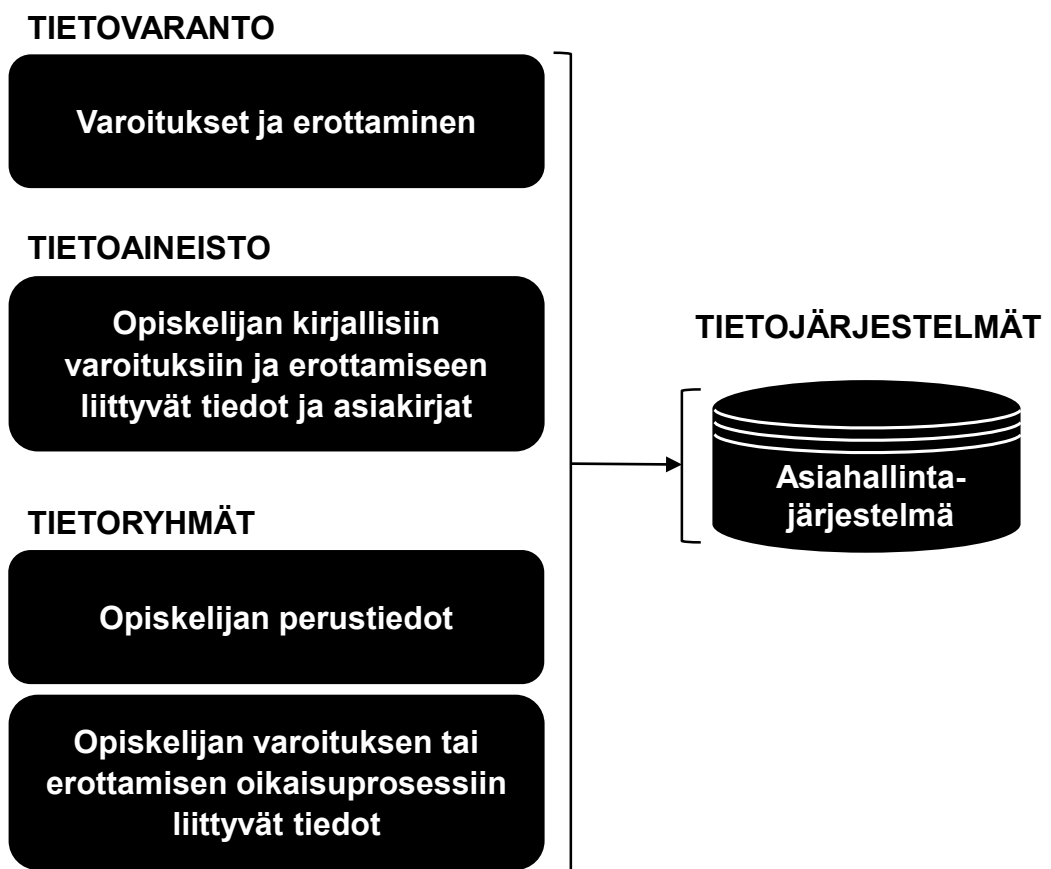 TIETOVARANTO
Varoitukset ja erottaminen
TIETOAINEISTO
Opiskelijan kirjallisiin
varoituksiin ja erottamiseen
liittyvät tiedot ja asiakirjat
TIETORYHMÄT
Opiskelijan perustiedot
Opiskelijan varoituksen tai
erottamisen oikaisuprosessiin
liittyvät tiedot
TIETOJÄRJESTELMÄT
Asiahallinta-
järjestelmä